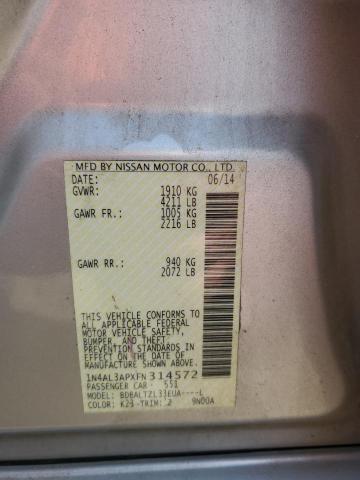 MFD BY NISSAN MOTOR CO., LTD.
DATE: 06/14
GVWR: 1910 KG
4211 LB
GAWR FR.: 1005 KG
2216 LB
GAWR RR.: 940 KG
2072 LB
THIS VEHICLE CONFORMS TO
ALL APPLICABLE FEDERAL
MOTOR VEHICLE SAFETY,
BUMPER, AND THEFT
PREVENTION STANDARDS IN
EFFECT ON THE DATE OF
MANUFACTURE SHOWN ABOVE
1N4AL3APXFN314572
PASSENGER CAR 551
MODEL: BDBALTZL33EUA----L
COLOR: K23 -TRIM: 2 9N00A